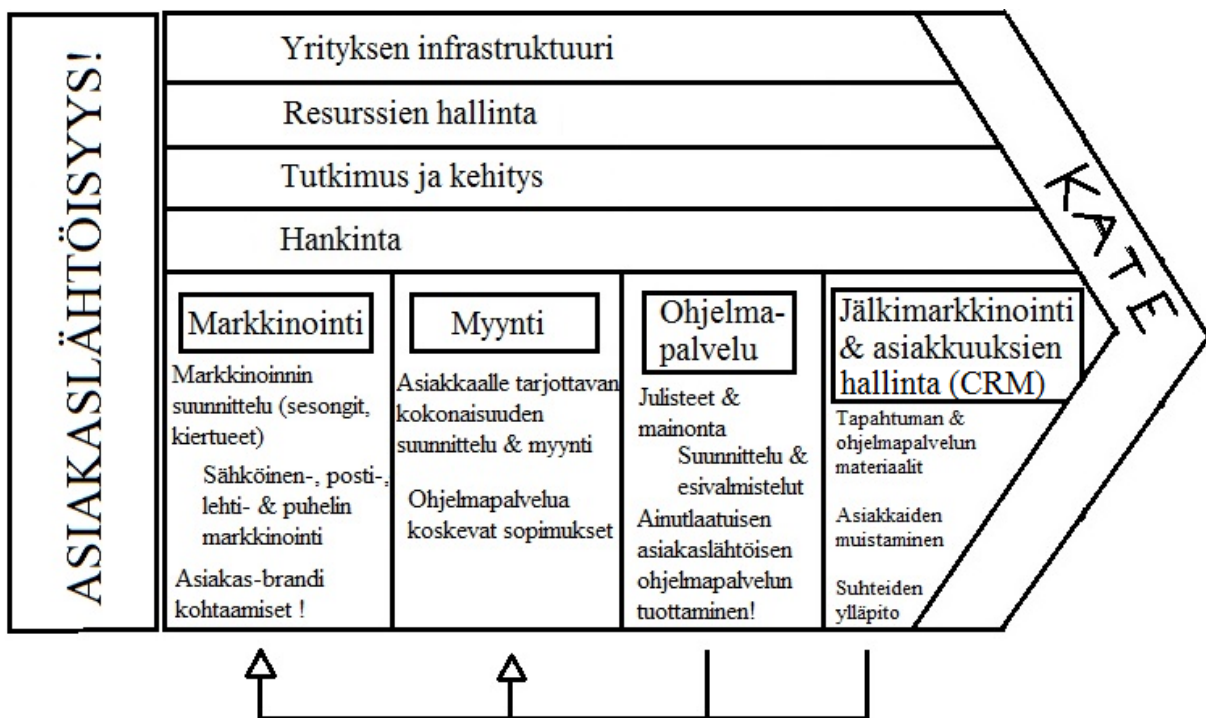 ASIAKASLÄHTÖISYYS!
Yrityksen infrastruktuuri
Resurssien hallinta
Tutkimus ja kehitys
Hankinta
KATE
Markkinointi
Markkinoinnin
suunnittelu (sesongit,
kiertueet)
Sähköinen-, posti-,
lehti- & puhelin
markkinointi
Asiakas-brandi
kohtaamiset !
Myynti
Asiakkaalle tarjottavan
kokonaisuuden
suunnittelu & myynti
Ohjelmapalvelua
koskevat sopimukset
Ohjelma-
palvelu
Julisteet &
mainonta
Suunnittelu &
esivalmistelut
Ainutlaatuisen
asiakaslähtöisen
ohjelmapalvelun
tuottaminen!
Jälkimarkkinointi
& asiakkuuksien
hallinta (CRM)
Tapahtuman &
ohjelmapalvelun
materiaalit
Asiakkaiden
muistaminen
Suhteiden
ylläpito